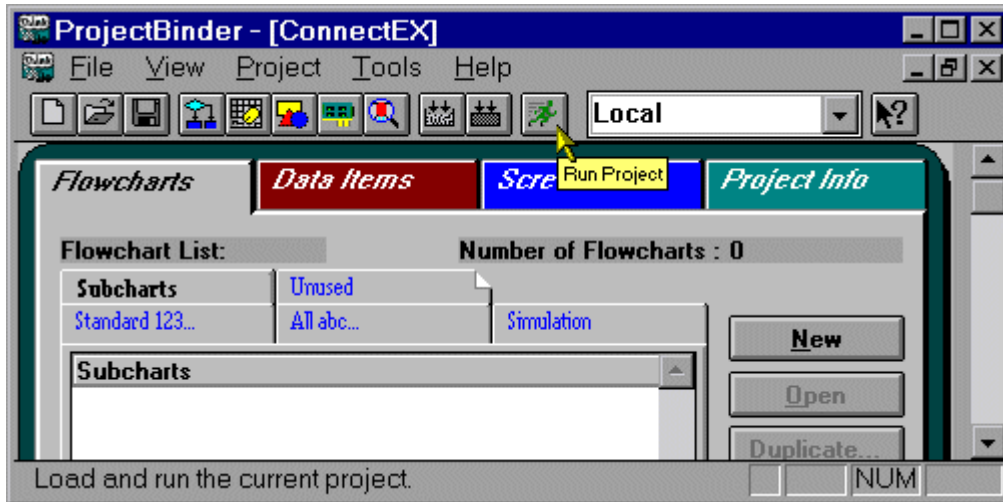 ProjectBinder - [ConnectEX]
File View Project Tools Help
Local
Run Project
Flowcharts Data Items Scre Project Info
Flowchart List: Number of Flowcharts : 0
Subcharts Unused
Standard 123... All abc... Simulation
New
Subcharts
Open
Duplicate...
Load and run the current project. NUM